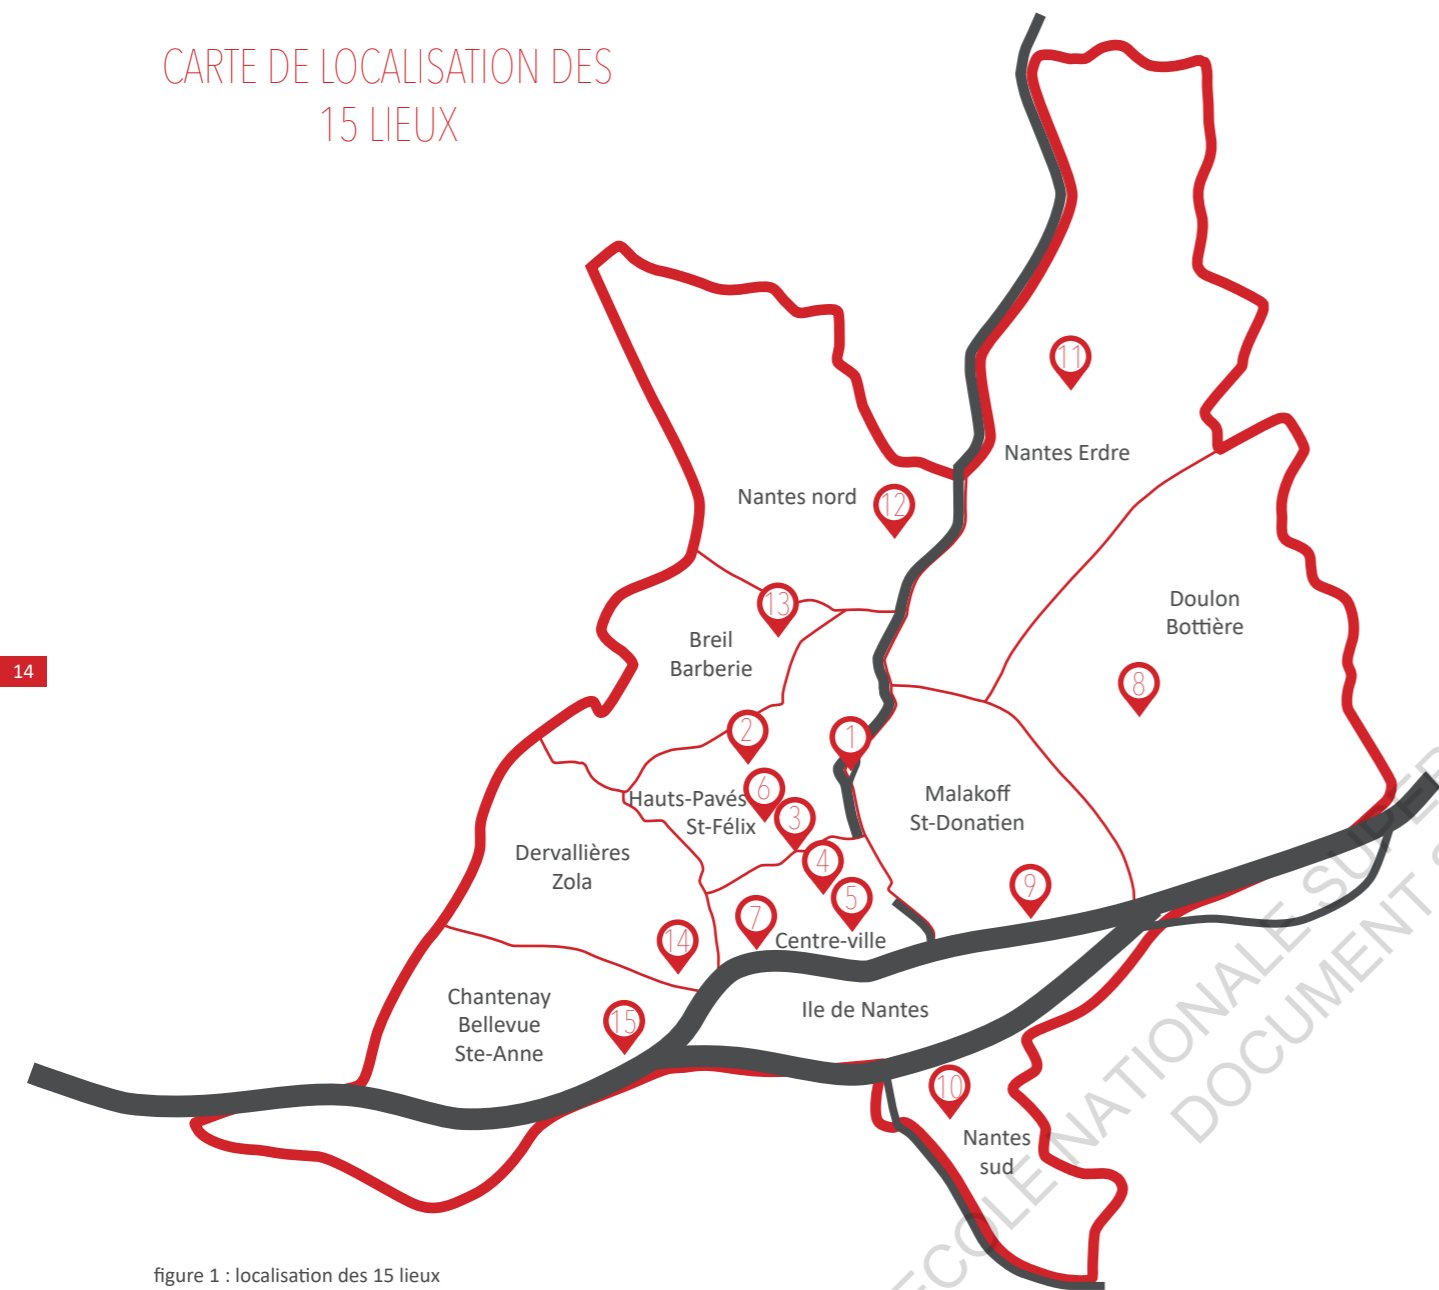 CARTE DE LOCALISATION DES
15 LIEUX
11
Nantes Erdre
Nantes nord
12
13
Breil
Barberie
Doulon
Bottière
14
8
2
1
6
Hauts-Pavés
St-Félix
3
Malakoff
St-Donatien
Dervallières
Zola
4
9
5
7
Centre-ville
14
Chantenay
Bellevue
Ste-Anne
15
Ile de Nantes
10
Nantes
sud
ECOLE NATIONALE
DOCUMENT
figure 1 : localisation des 15 lieux